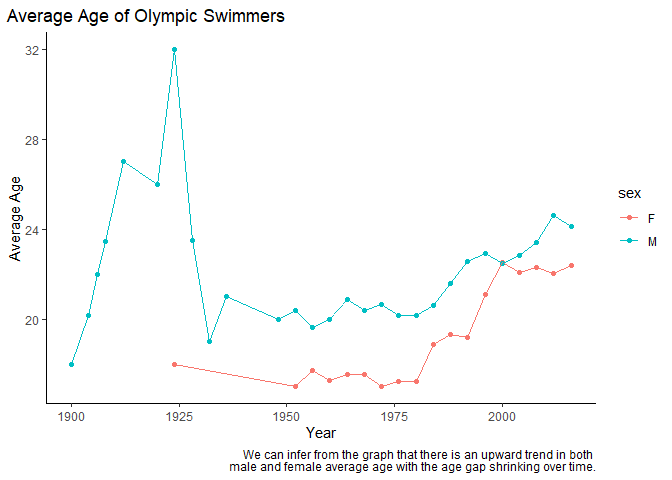 Average Age of Olympic Swimmers
32
28
24
20
Average Age
1900
1925
1950
1975
2000
Year
sex
F
M
We can infer from the graph that there is an upward trend in both
male and female average age with the age gap shrinking over time.